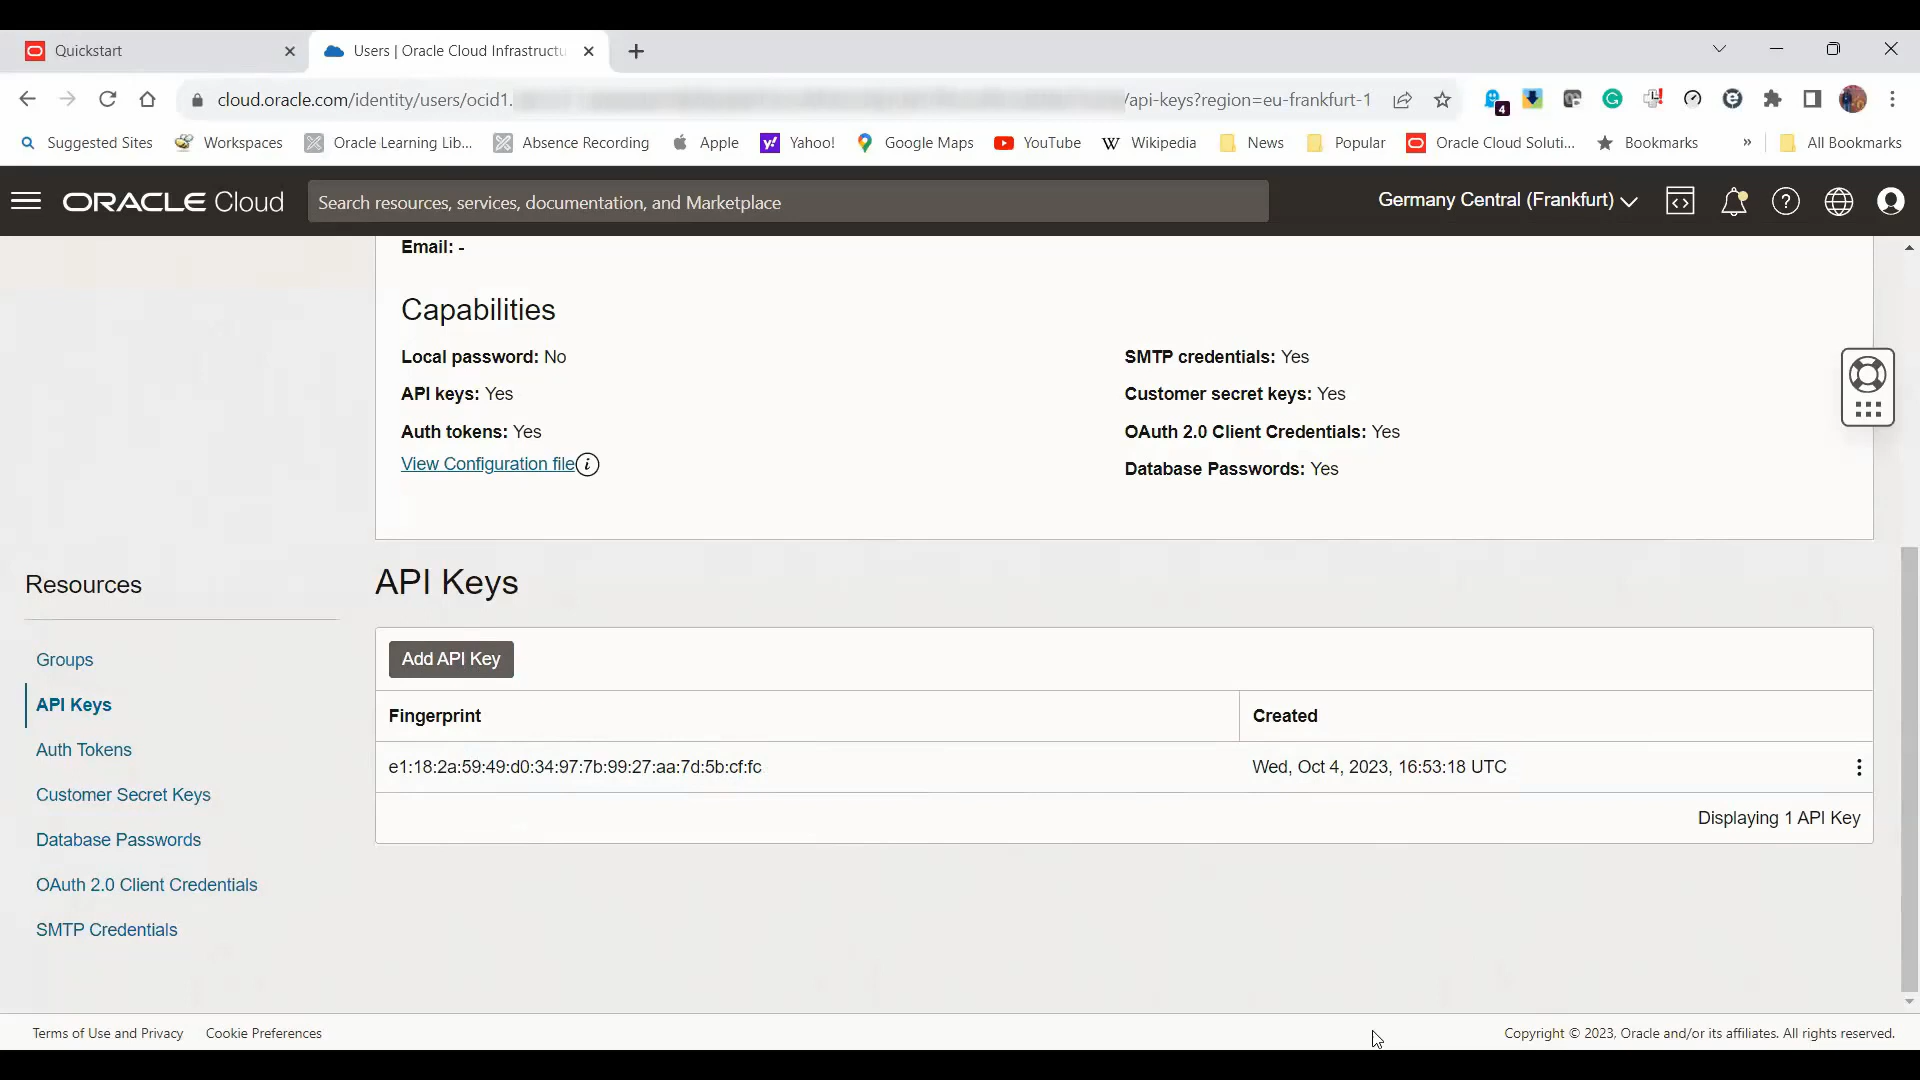 Quickstart
Users | Oracle Cloud Infrastructu
cloud.oracle.com/identity/users/ocid1. /api-keys?region=eu-frankfurt-1
4
Suggested Sites
Workspaces
Oracle Learning Lib...
Absence Recording
Apple
Yahoo!
Google Maps
YouTube
Wikipedia
News
Popular
Oracle Cloud Soluti...
Bookmarks
»
All Bookmarks
ORACLE Cloud
Search resources, services, documentation, and Marketplace
Germany Central (Frankfurt)
Email: -
Capabilities
Local password: No
API keys: Yes
Auth tokens: Yes
View Configuration file
SMTP credentials: Yes
Customer secret keys: Yes
OAuth 2.0 Client Credentials: Yes
Database Passwords: Yes
Resources
Groups
API Keys
Auth Tokens
Customer Secret Keys
Database Passwords
OAuth 2.0 Client Credentials
SMTP Credentials
API Keys
Add API Key
Fingerprint
Created
e1:18:2a:59:49:d0:34:97:7b:99:27:aa:7d:5b:cf:fc
Wed, Oct 4, 2023, 16:53:18 UTC
Displaying 1 API Key
Terms of Use and Privacy
Cookie Preferences
Copyright © 2023, Oracle and/or its affiliates. All rights reserved.